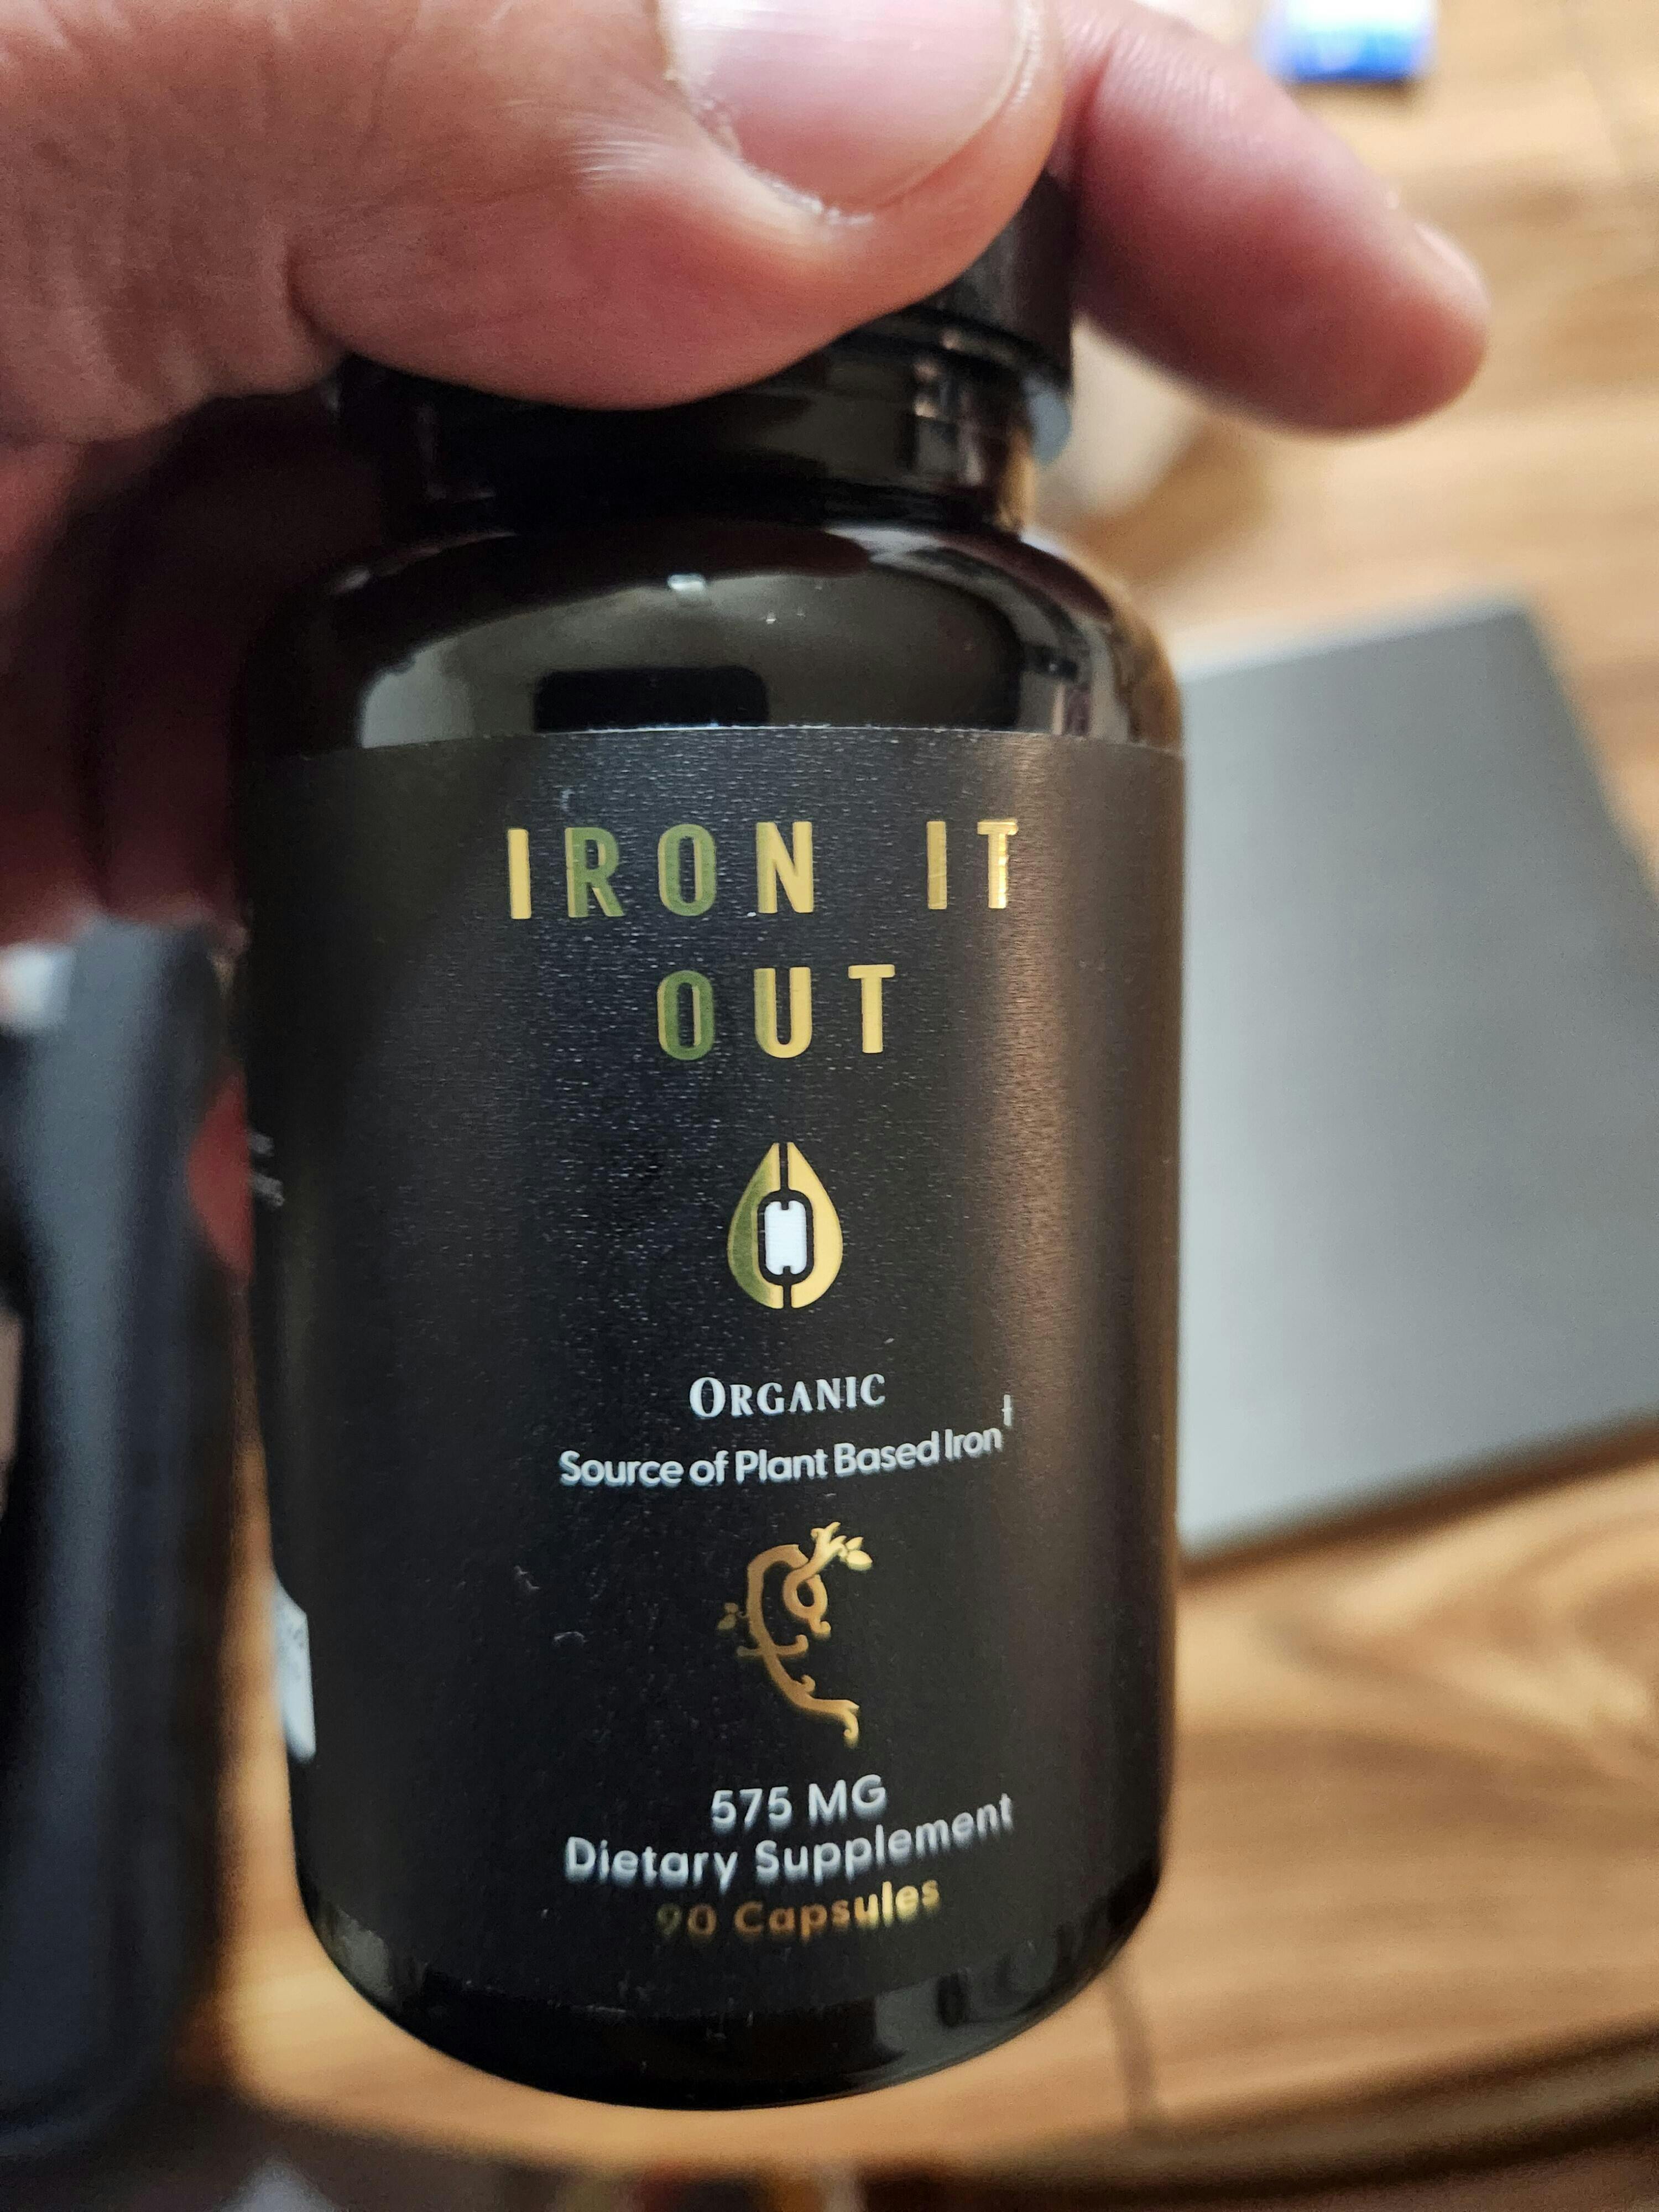 IRON IT
OUT
ORGANIC
Source of Plant Based Iron†
575 MG
Dietary Supplement
90 Capsules